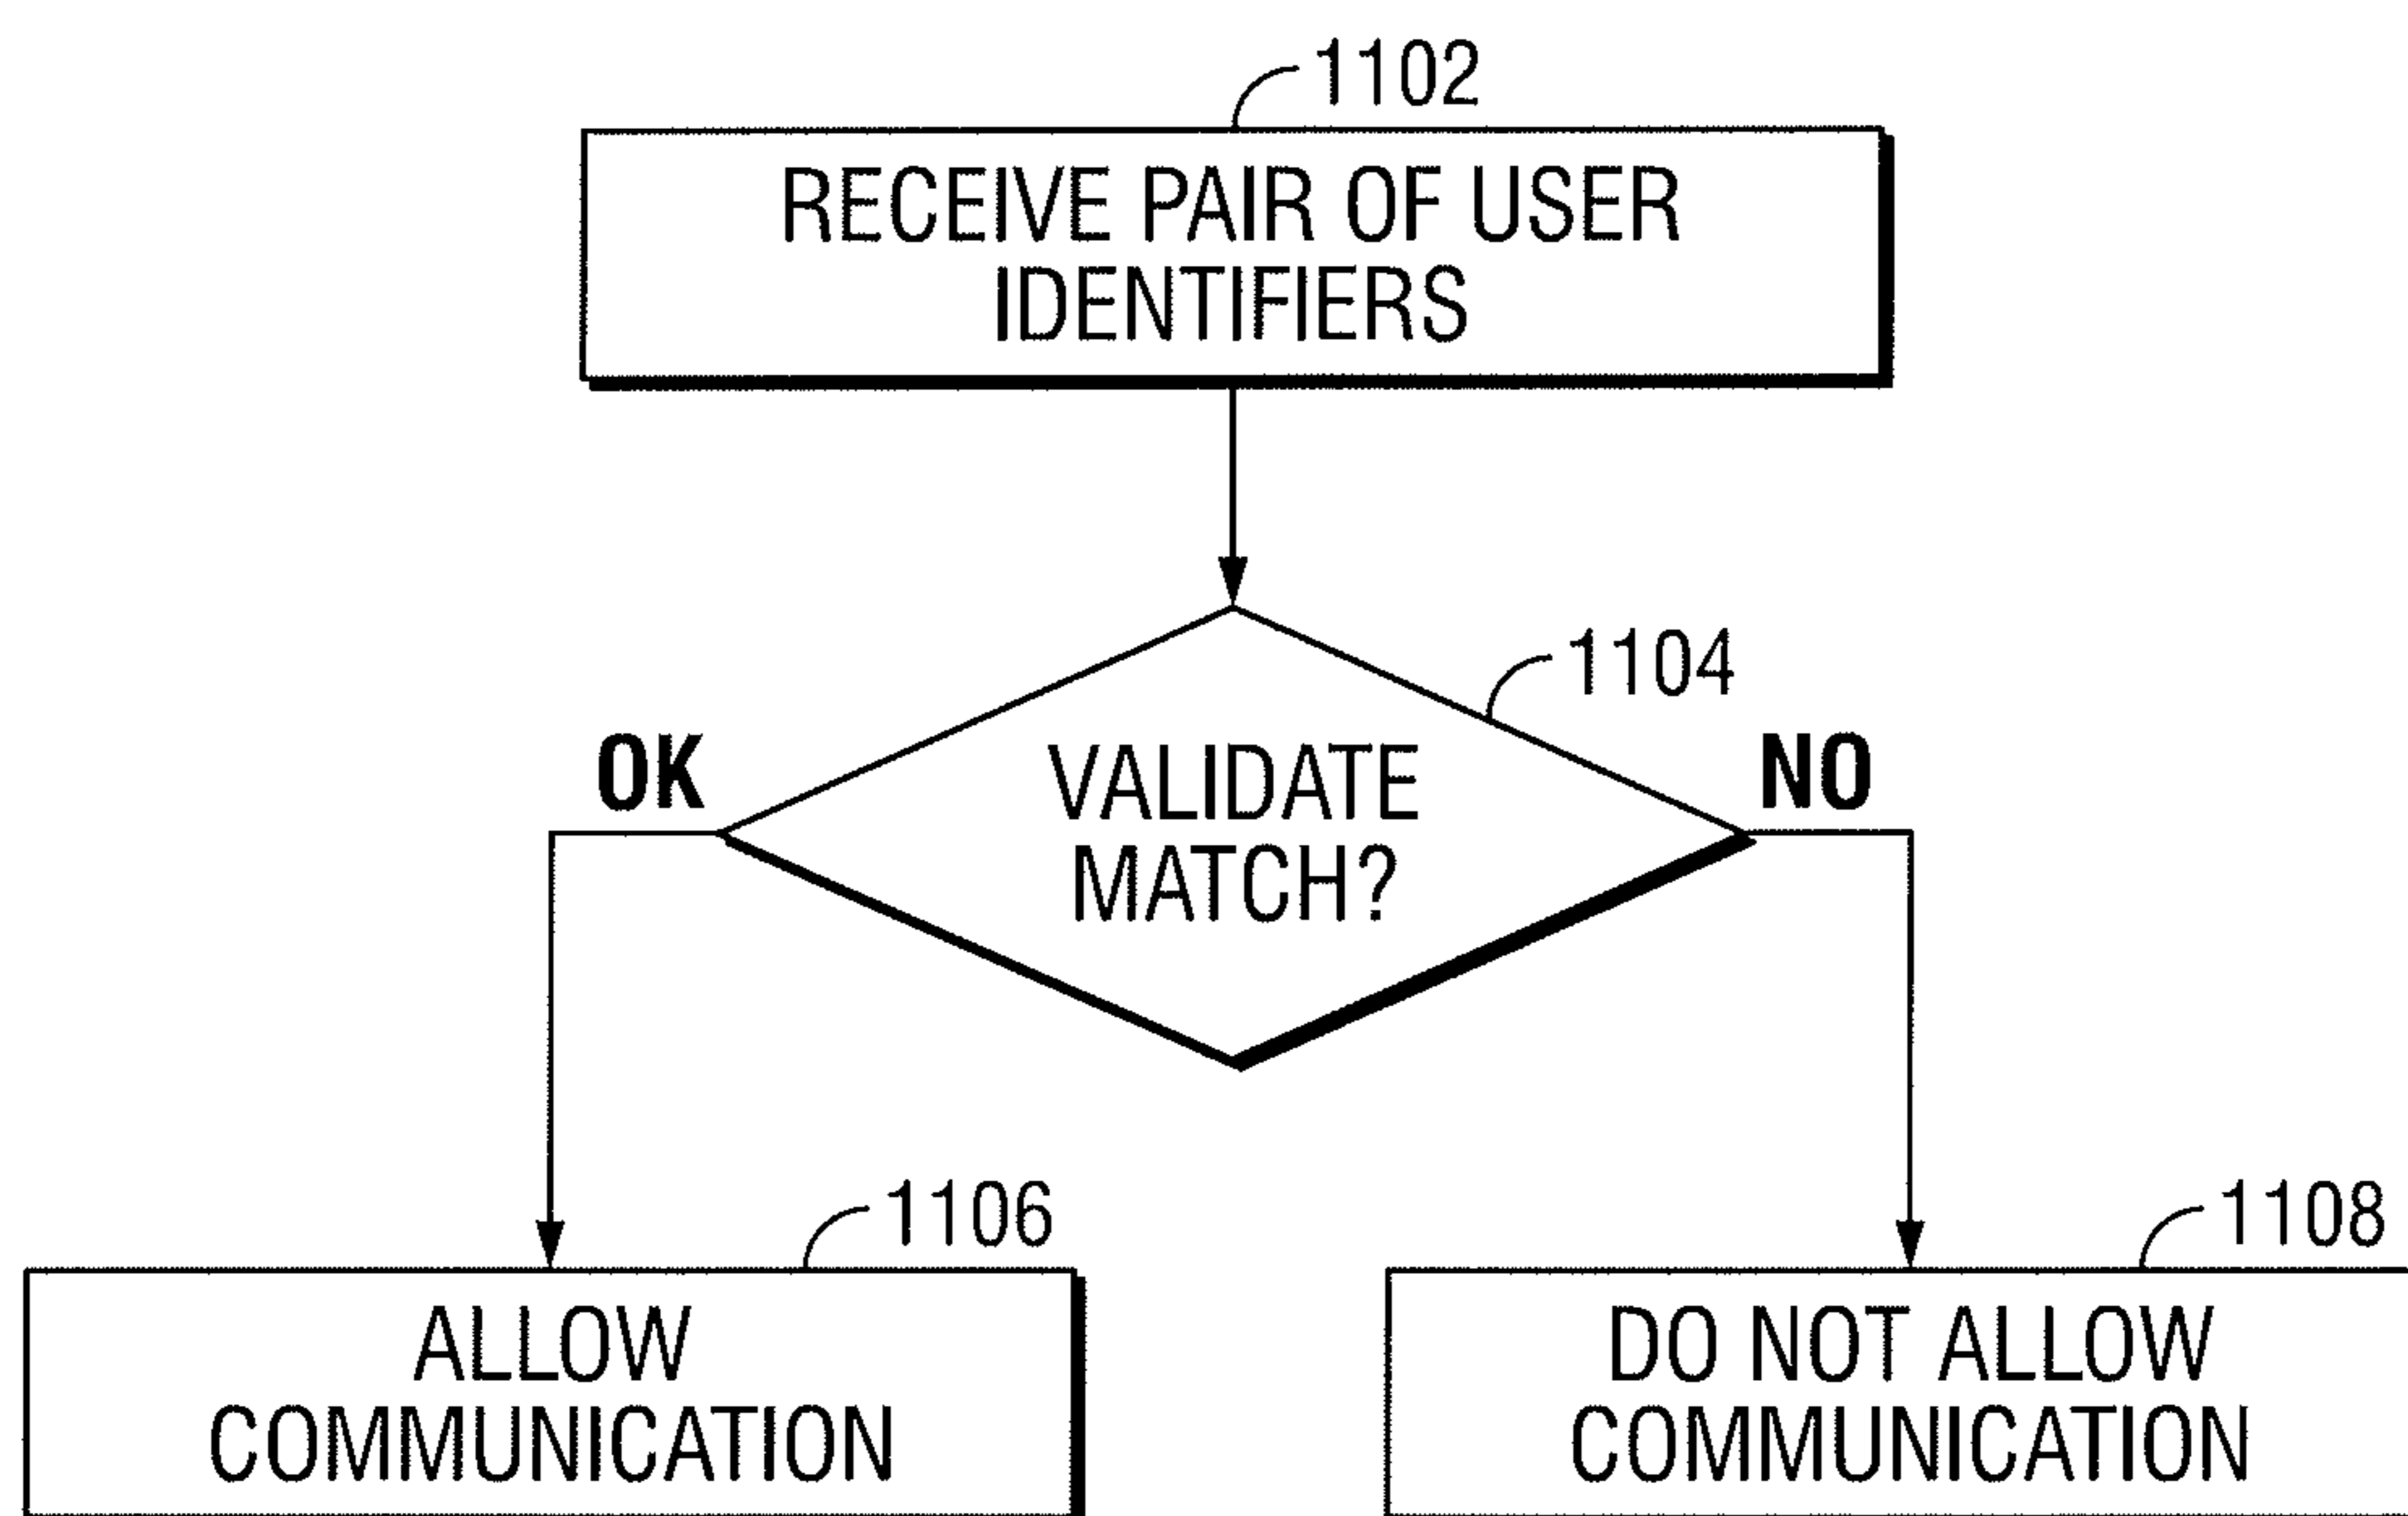 1102
RECEIVE PAIR OF USER
IDENTIFIERS
1104
OK
NO
VALIDATE
MATCH?
1106
1108
ALLOW
COMMUNICATION
DO NOT ALLOW
COMMUNICATION